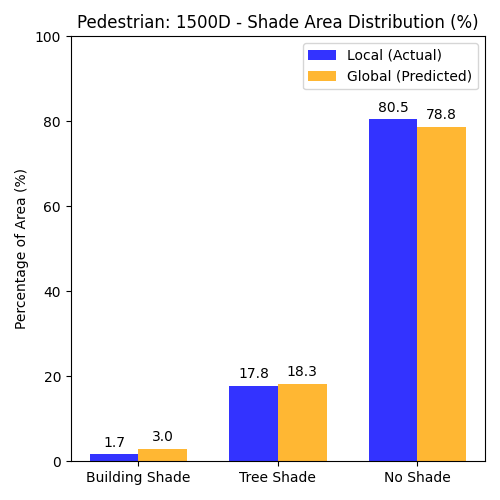 Pedestrian: 1500D - Shade Area Distribution (%)
Local (Actual)
Global (Predicted)
Percentage of Area (%)
100
80
60
40
20
0
1.7
3.0
17.8
18.3
80.5
78.8
Building Shade
Tree Shade
No Shade